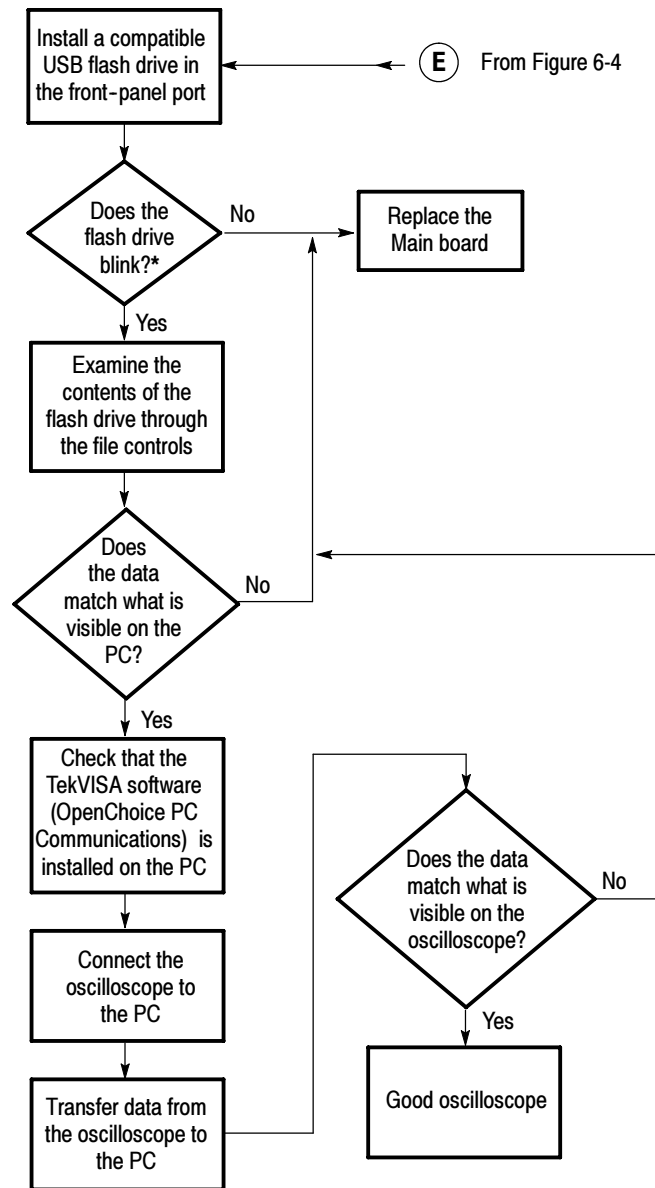 Install a compatible
USB flash drive in
the front-panel port
E From Figure 6-4
Does the
flash drive
blink?*
No
Replace the
Main board
Yes
Examine the
contents of the
flash drive through
the file controls
Does
the data
match what is
visible on the
PC?
No
Yes
Check that the
TekVISA software
(OpenChoice PC
Communications) is
installed on the PC
Connect the
oscilloscope to
the PC
Transfer data from
the oscilloscope to
the PC
Does the data
match what is
visible on the
oscilloscope?
No
Yes
Good oscilloscope